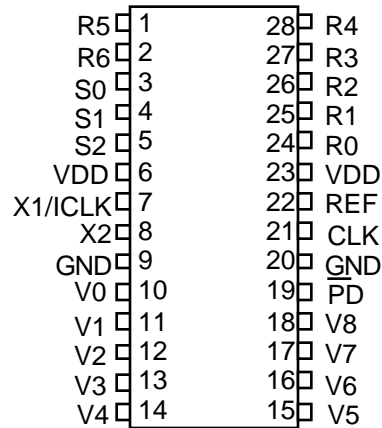 R5 1 28 R4
R6 2 27 R3
S0 3 26 R2
S1 4 25 R1
S2 5 24 R0
VDD 6 23 VDD
X1/ICLK 7 22 REF
X2 8 21 CLK
GND 9 20 GND
V0 10 19 P̅D̅
V1 11 18 V8
V2 12 17 V7
V3 13 16 V6
V4 14 15 V5